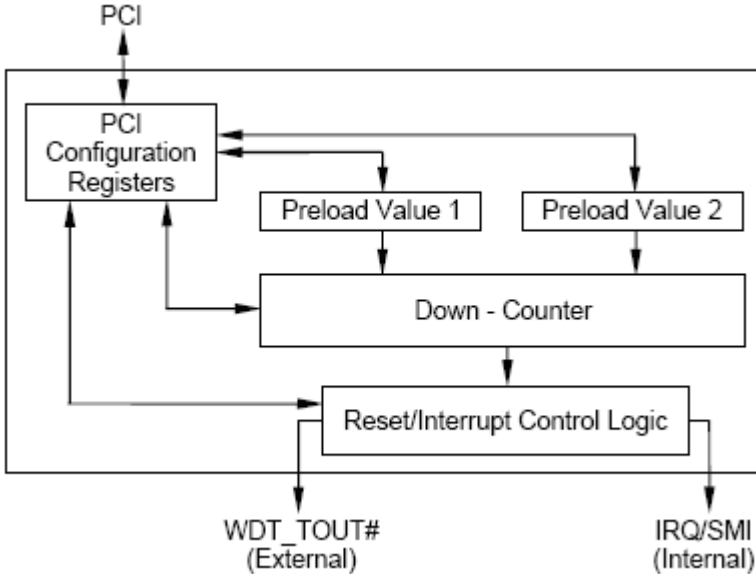 PCI
PCI
Configuration
Registers
Preload Value 1
Preload Value 2
Down - Counter
Reset/Interrupt Control Logic
WDT_TOUT#
(External)
IRQ/SMI
(Internal)